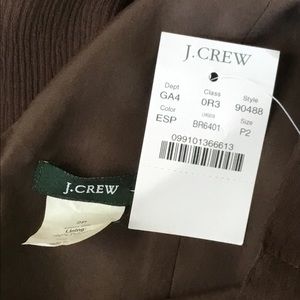 J.CREW
Dept Class Style
GA4 0R3 90488
Color Size
ESP BR6401 P2
099101366613
J.CREW
Lining: